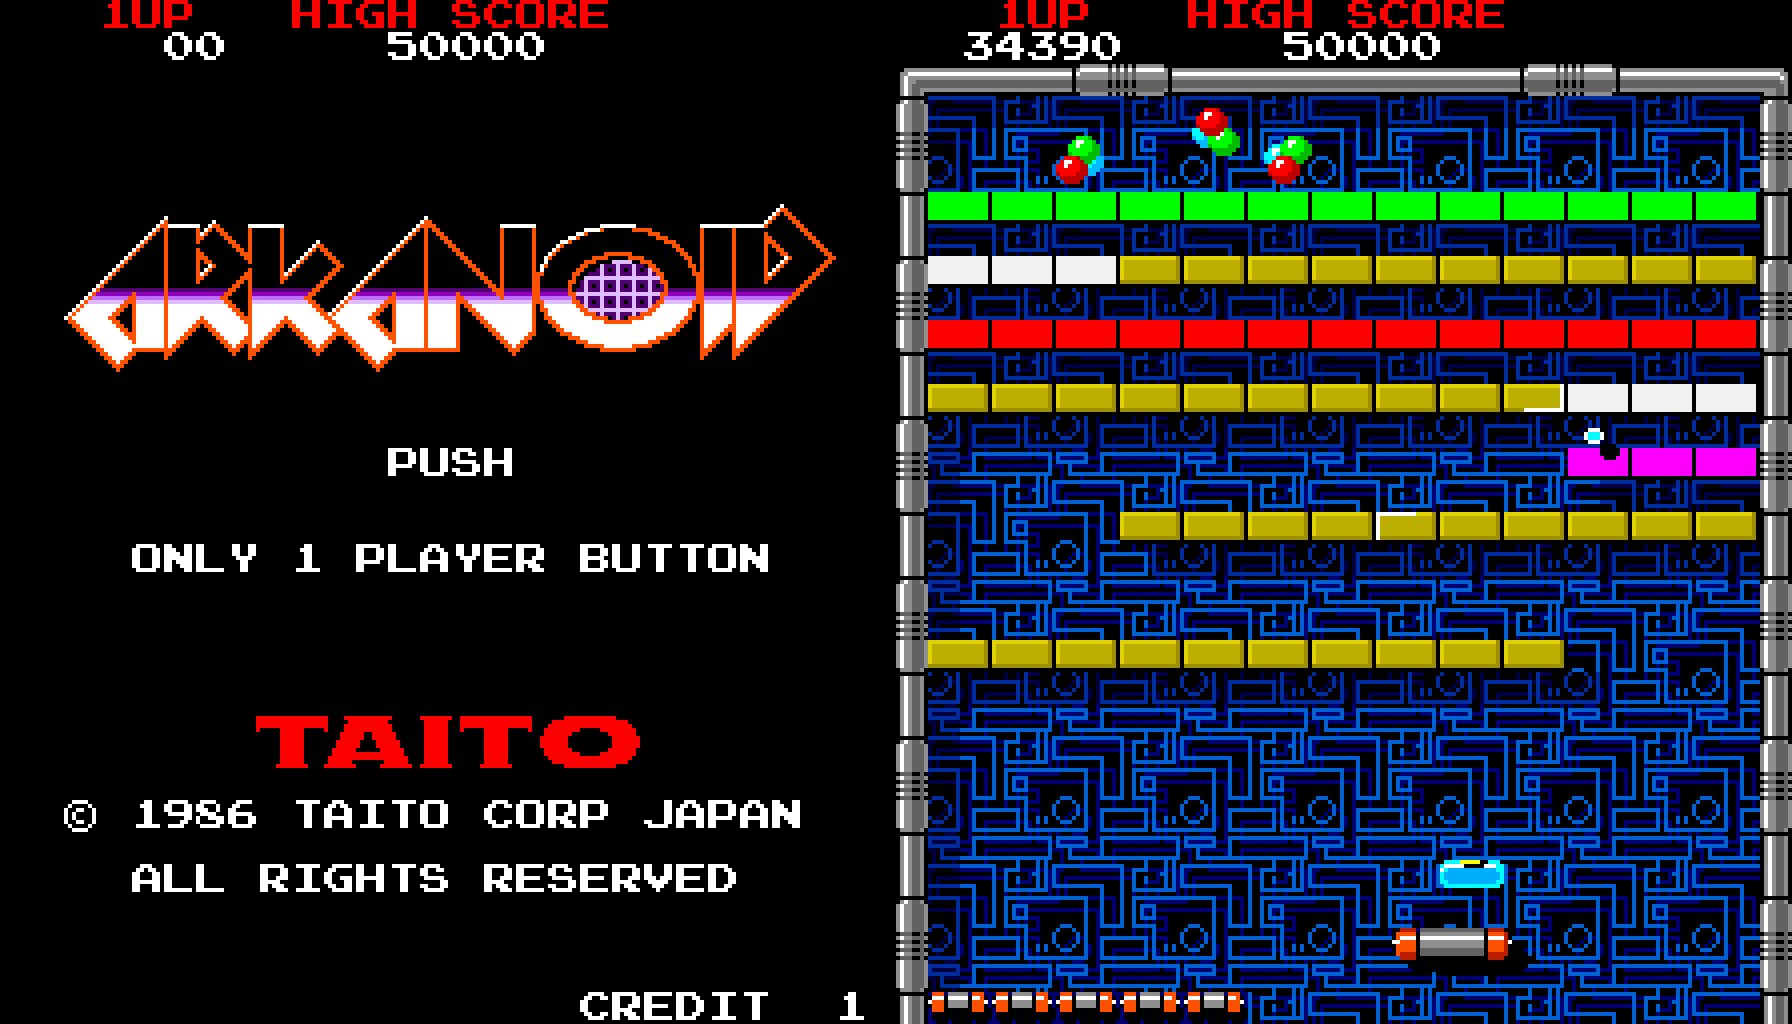 1UP HIGH SCORE
00 50000
ARKANOID
PUSH
ONLY 1 PLAYER BUTTON
TAITO
© 1986 TAITO CORP JAPAN
ALL RIGHTS RESERVED
CREDIT 1
1UP HIGH SCORE
34390 50000